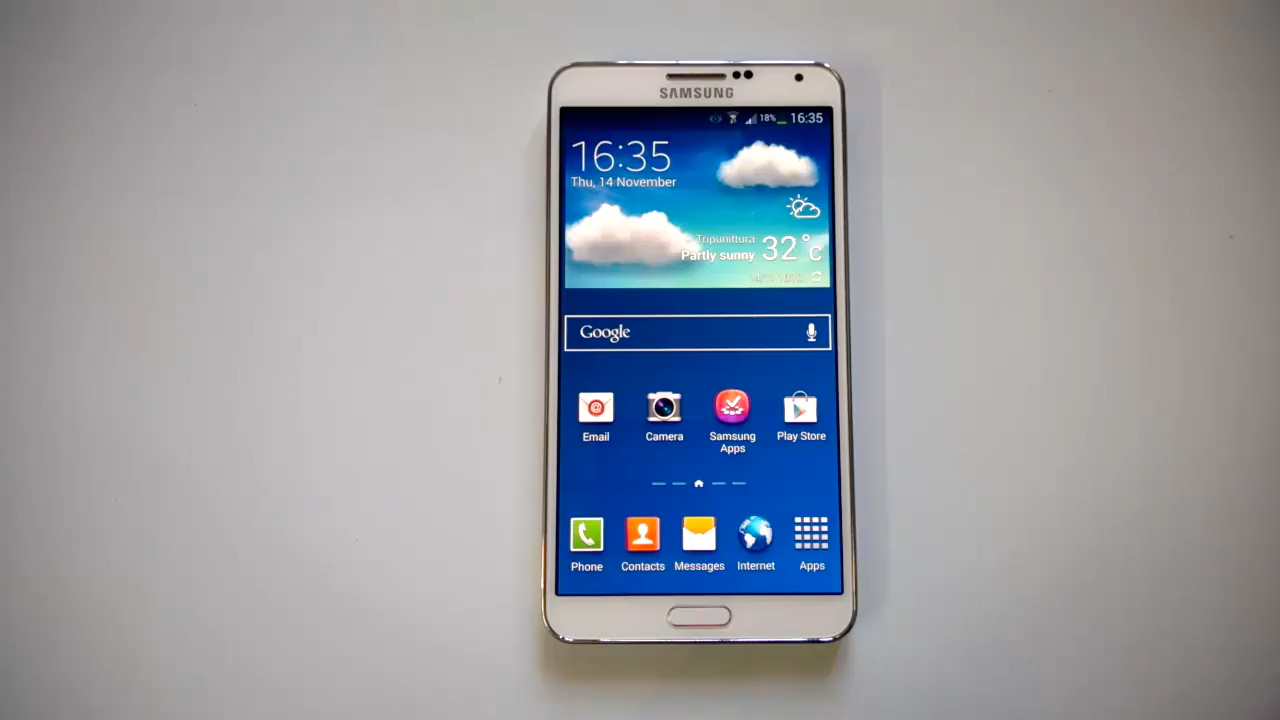 SAMSUNG
18% 16:35
16:35
Thu, 14 November
Tripunittura
Partly sunny 32°c
Google
Email Camera Samsung Apps Play Store
Phone Contacts Messages Internet Apps